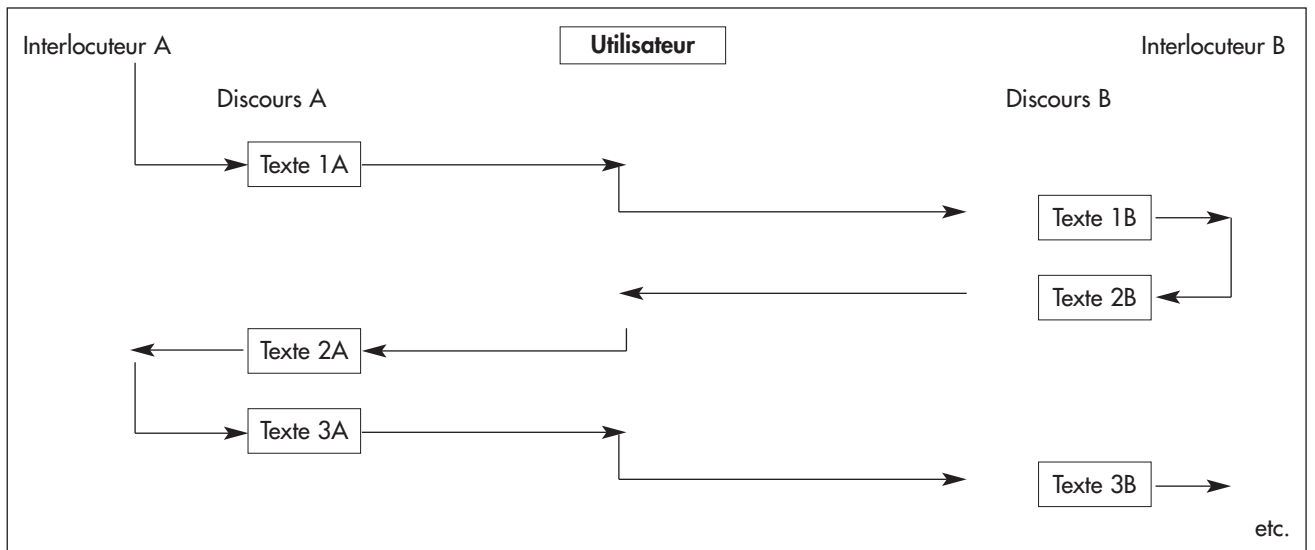 Interlocuteur A
Utilisateur
Interlocuteur B
Discours A
Discours B
Texte 1A
Texte 1B
Texte 2B
Texte 2A
Texte 3A
Texte 3B
etc.